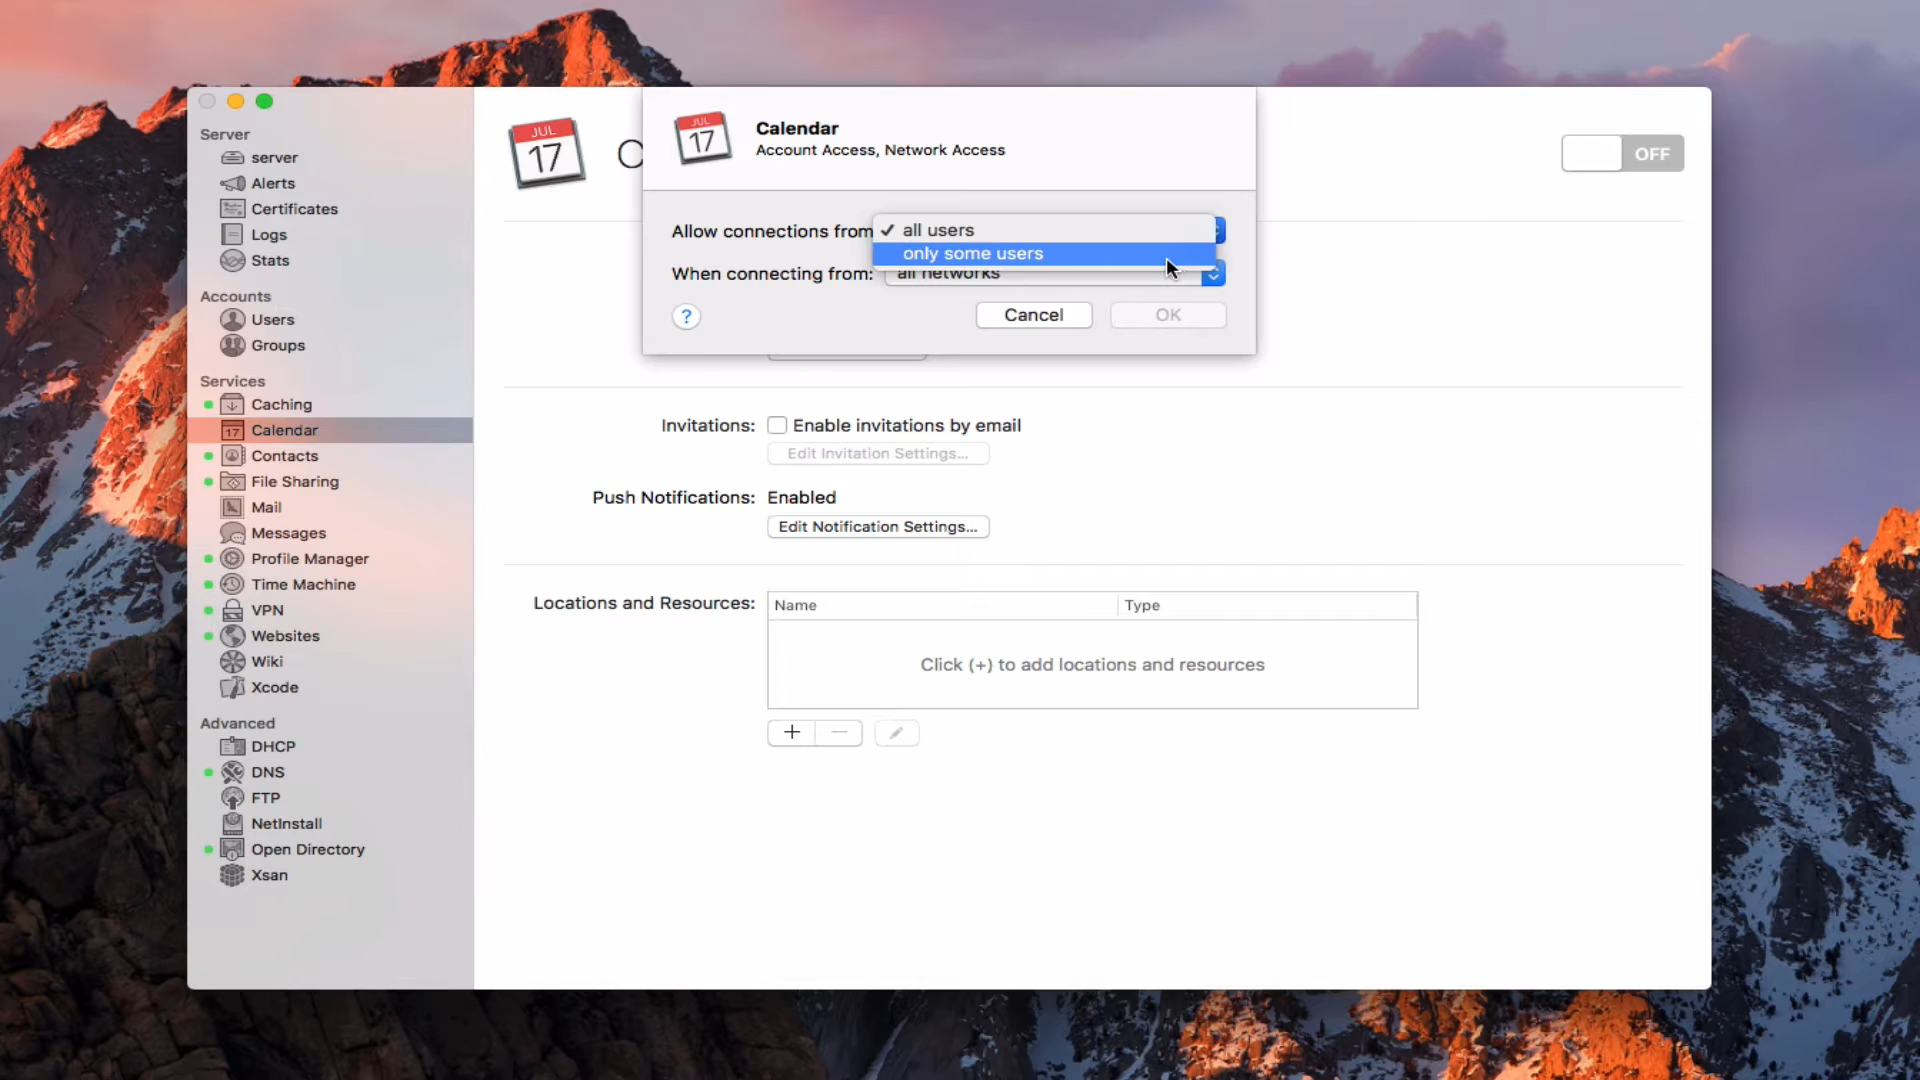 Server
server
Alerts
Certificates
Logs
Stats
Accounts
Users
Groups
Services
Caching
17 Calendar
Contacts
File Sharing
Mail
Messages
Profile Manager
Time Machine
VPN
Websites
Wiki
Xcode
Advanced
DHCP
DNS
FTP
NetInstall
Open Directory
Xsan
JUL
17
C
OFF
JUL
17
Calendar
Account Access, Network Access
Allow connections from
✓ all users
only some users
When connecting from: all networks
?
Cancel
OK
Invitations: Enable invitations by email
Edit Invitation Settings...
Push Notifications: Enabled
Edit Notification Settings...
Locations and Resources:
Name Type
Click (+) to add locations and resources
+ −